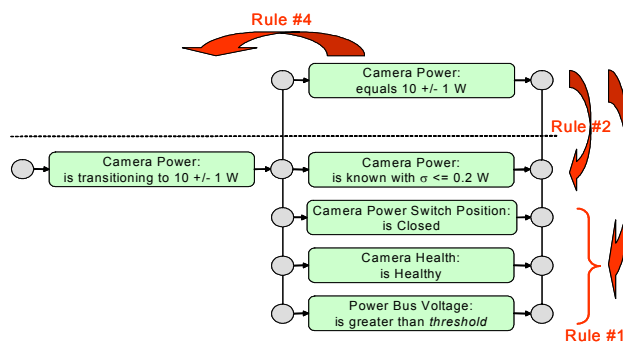 Rule #4
Camera Power:
equals 10 +/- 1 W
Rule #2
Camera Power:
is transitioning to 10 +/- 1 W
Camera Power:
is known with σ <= 0.2 W
Camera Power Switch Position:
is Closed
Camera Health:
is Healthy
Power Bus Voltage:
is greater than threshold
Rule #1